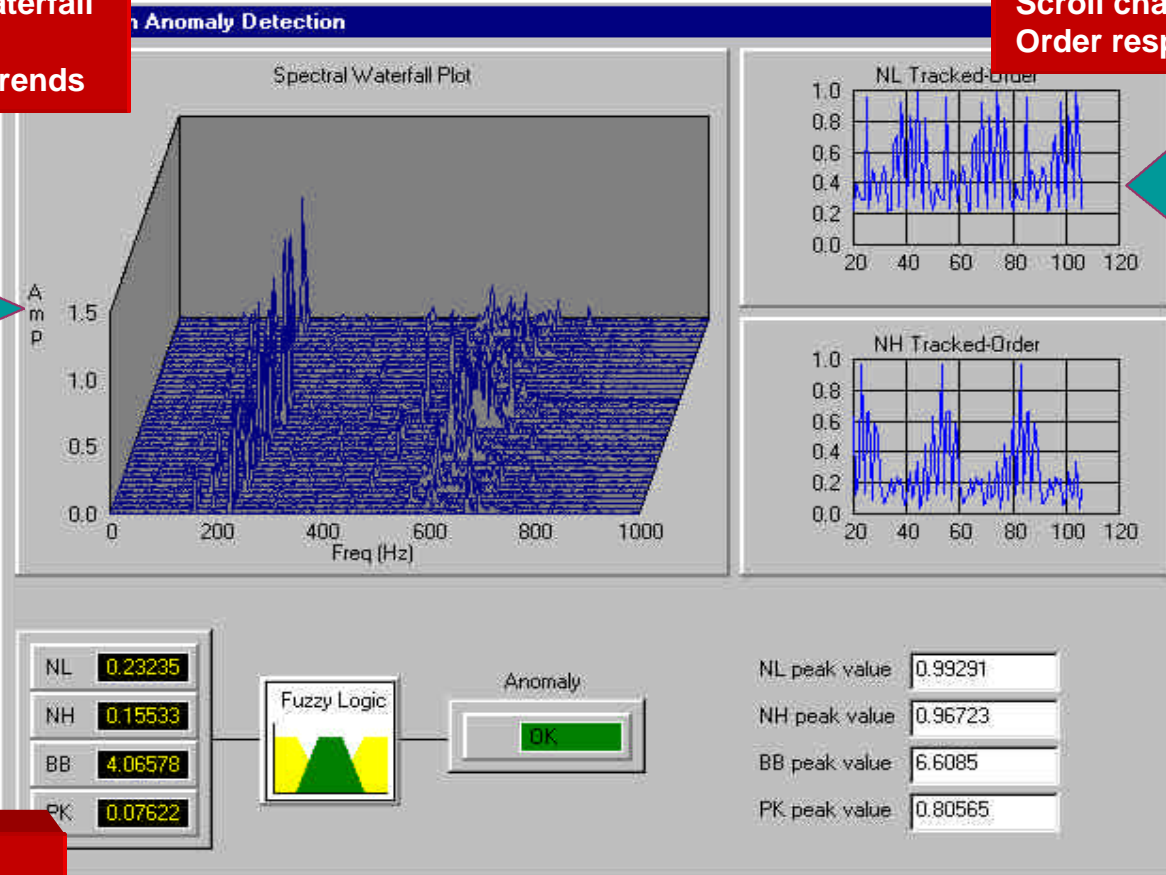 Anomaly Detection
rends
Order
Spectral Waterfall Plot
NL Tracked-Order
1.0
0.8
0.6
0.4
0.2
0.0
20 40 60 80 100 120
Amp
1.5
1.0
0.5
0.0
0 200 400 600 800 1000
Freq (Hz)
NH Tracked-Order
1.0
0.8
0.6
0.4
0.2
0.0
20 40 60 80 100 120
NL 0.23235
NH 0.15533
BB 4.06578
PK 0.07622
Fuzzy Logic
Anomaly
OK
NL peak value 0.99291
NH peak value 0.96723
BB peak value 6.6085
PK peak value 0.80565